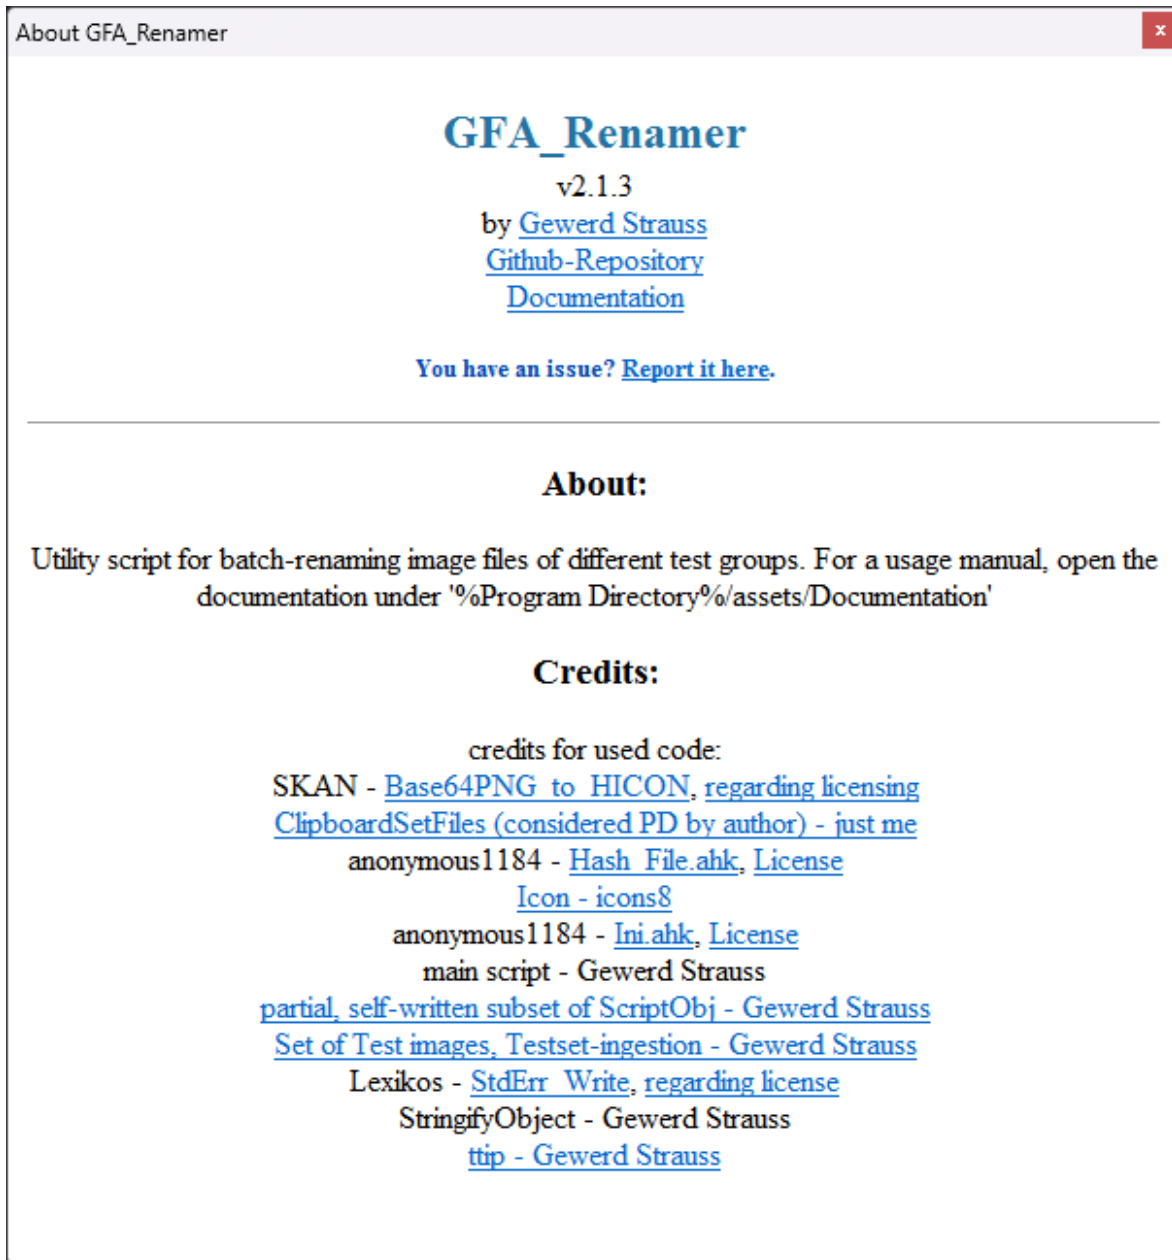 About GFA_Renamer
x
GFA_Renamer
v2.1.3
by Gewerd Strauss
Github-Repository
Documentation
You have an issue? Report it here.
About:
Utility script for batch-renaming image files of different test groups. For a usage manual, open the
documentation under '%Program Directory%/assets/Documentation'
Credits:
credits for used code:
SKAN - Base64PNG_to_HICON, regarding licensing
ClipboardSetFiles (considered PD by author) - just me
anonymous1184 - Hash_File.ahk, License
Icon - icons8
anonymous1184 - Ini.ahk, License
main script - Gewerd Strauss
partial, self-written subset of ScriptObj - Gewerd Strauss
Set of Test images, Testset-ingestion - Gewerd Strauss
Lexikos - StdErr_Write, regarding license
StringifyObject - Gewerd Strauss
ttip - Gewerd Strauss